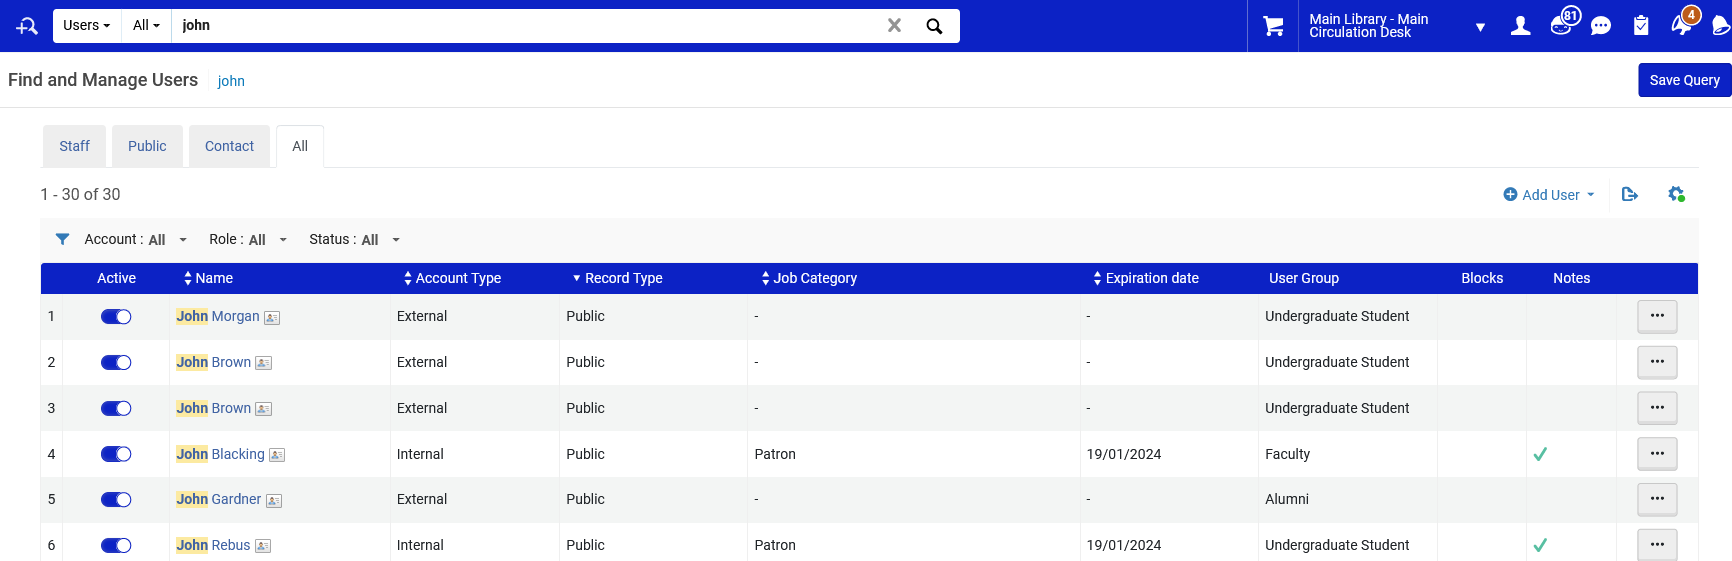 Users All john
81
4
Main Library - Main
Circulation Desk
Find and Manage Users john
Save Query
Staff Public Contact All
1 - 30 of 30
Add User
Account : All Role : All Status : All
Active Name Account Type Record Type Job Category Expiration date User Group Blocks Notes
1 John Morgan External Public - - Undergraduate Student
2 John Brown External Public - - Undergraduate Student
3 John Brown External Public - - Undergraduate Student
4 John Blacking Internal Public Patron 19/01/2024 Faculty
5 John Gardner External Public - - Alumni
6 John Rebus Internal Public Patron 19/01/2024 Undergraduate Student